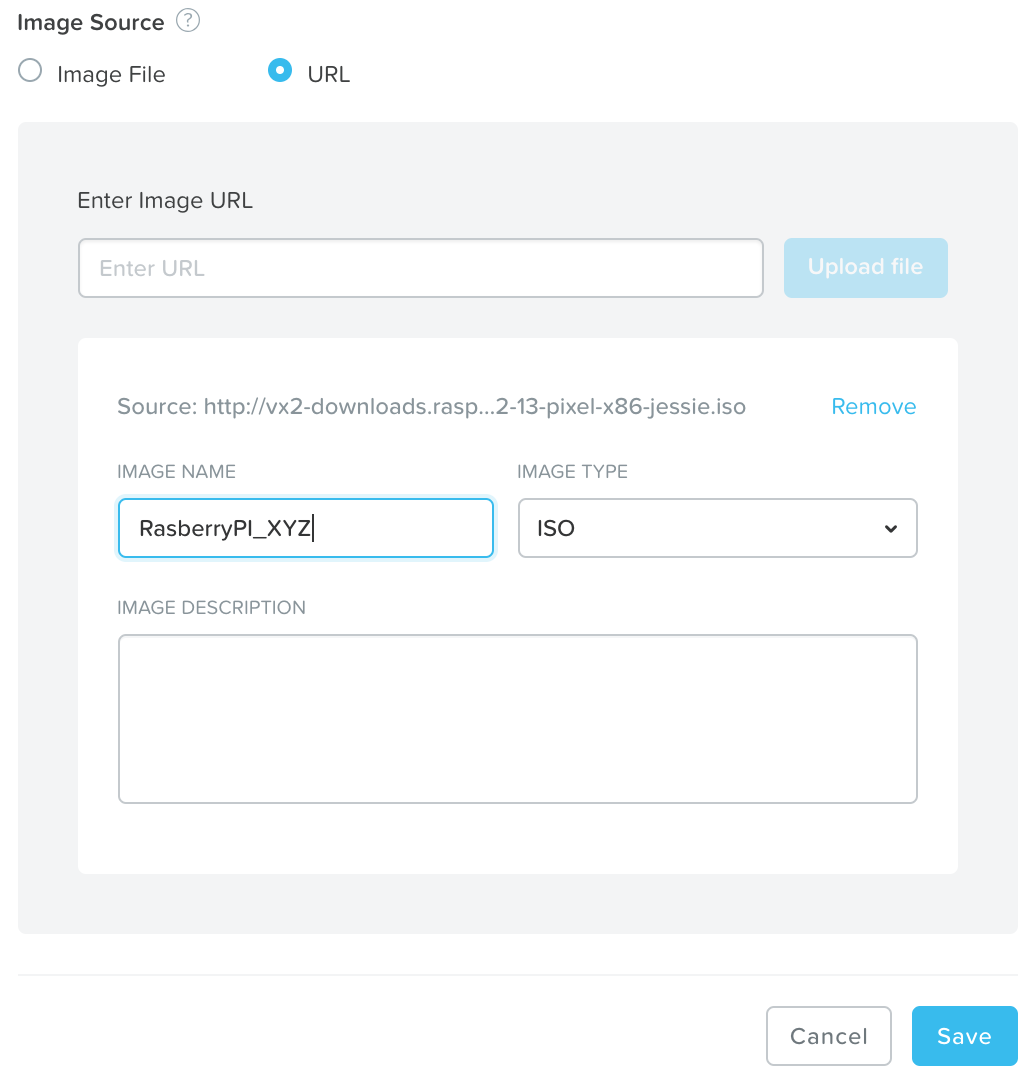 Image Source ?
Image File URL
Enter Image URL
Enter URL Upload file
Source: http://vx2-downloads.rasp...2-13-pixel-x86-jessie.iso Remove
IMAGE NAME IMAGE TYPE
RasberryPI_XYZ ISO
IMAGE DESCRIPTION
Cancel Save